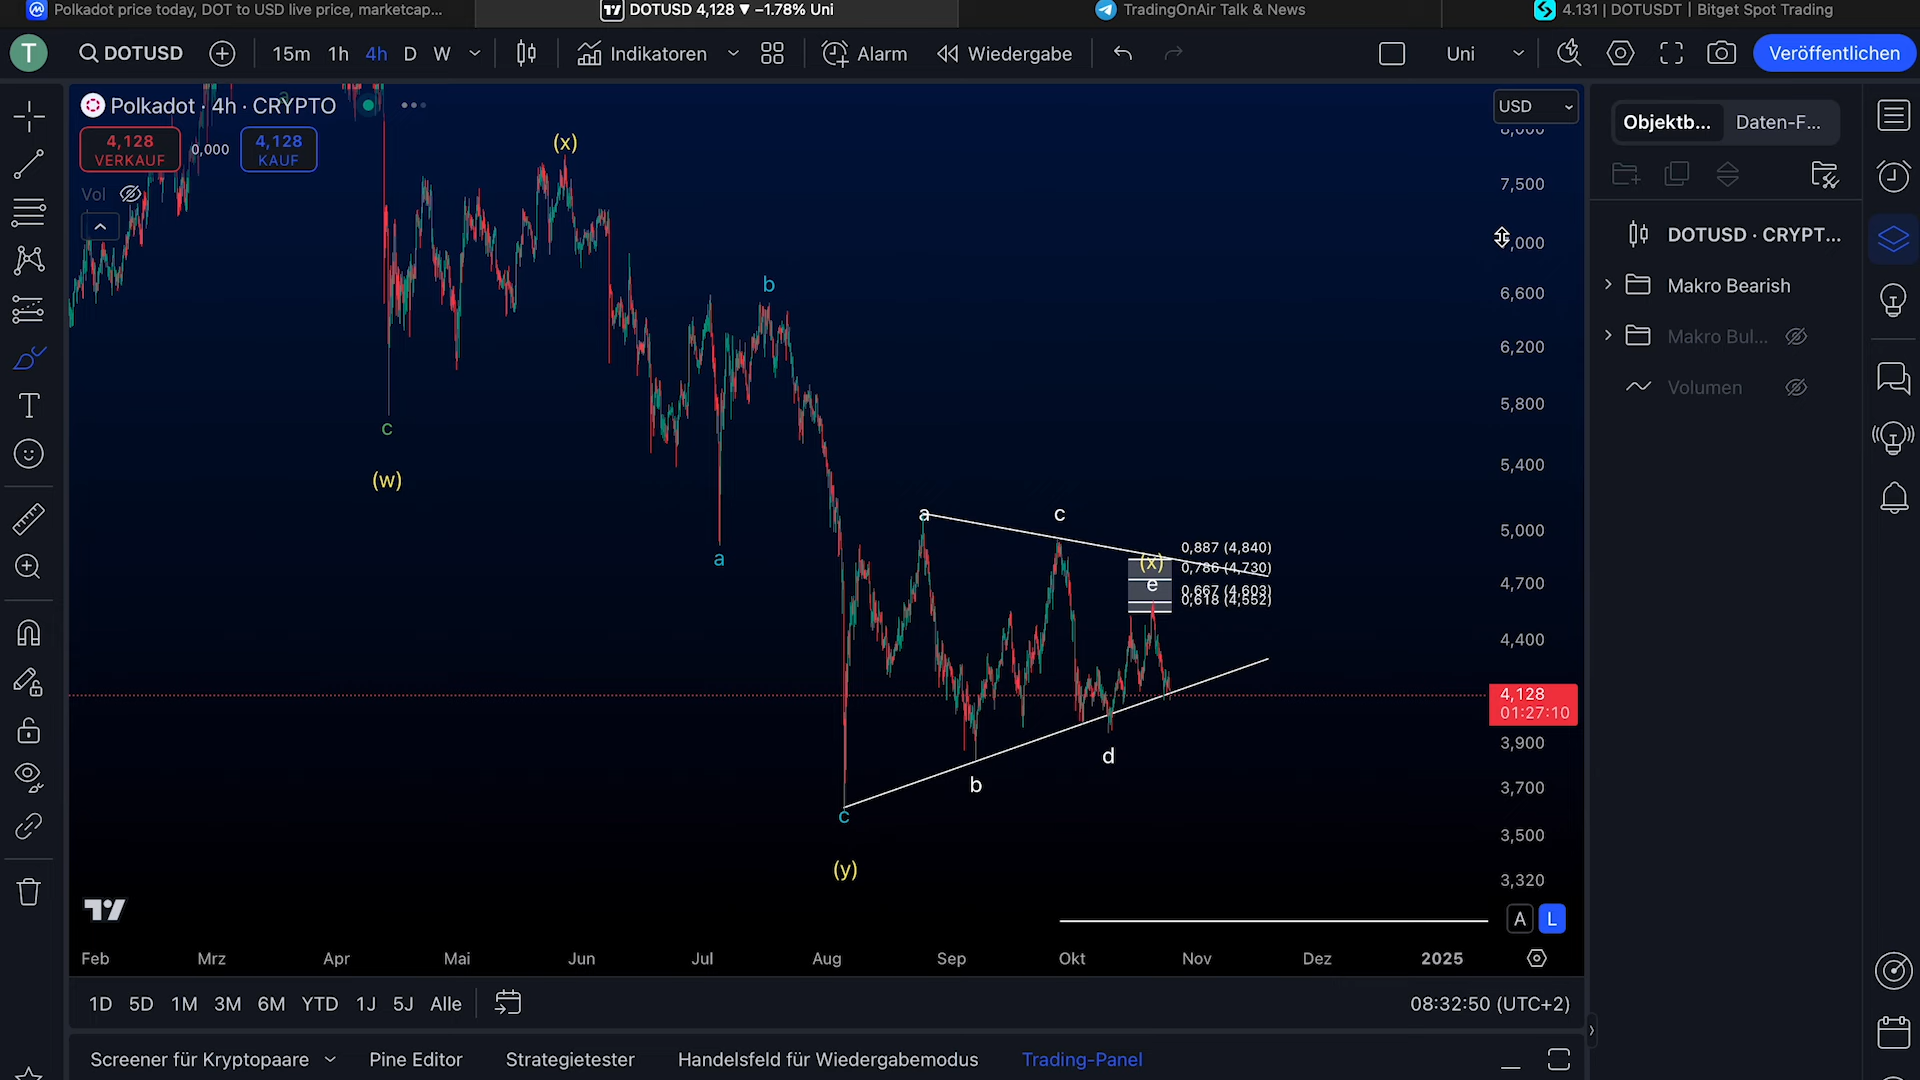 Polkadot price today, DOT to USD live price, marketcap...
DOTUSD 4,128 ▼ −1.78% Uni
TradingOnAir Talk & News
4.131 | DOTUSDT | Bitget Spot Trading
T
DOTUSD
15m 1h 4h D W
Indikatoren
Alarm
Wiedergabe
Uni
Veröffentlichen
Polkadot · 4h · CRYPTO
USD
4,128
VERKAUF
0,000
4,128
KAUF
Vol
Objektb... Daten-F...
DOTUSD · CRYPT...
Makro Bearish
Makro Bul...
Volumen
8,000
7,500
,000
6,600
6,200
5,800
5,400
5,000
4,700
4,400
4,128
01:27:10
3,900
3,700
3,500
3,320
a
(x)
b
c
(w)
a
a
c
0,887 (4,840)
(x)
0,786 (4,730)
e
0,667 (4,603)
0,618 (4,552)
d
b
c
(y)
A L
Feb Mrz Apr Mai Jun Jul Aug Sep Okt Nov Dez 2025
1D 5D 1M 3M 6M YTD 1J 5J Alle
08:32:50 (UTC+2)
Screener für Kryptopaare Pine Editor Strategietester Handelsfeld für Wiedergabemodus Trading-Panel